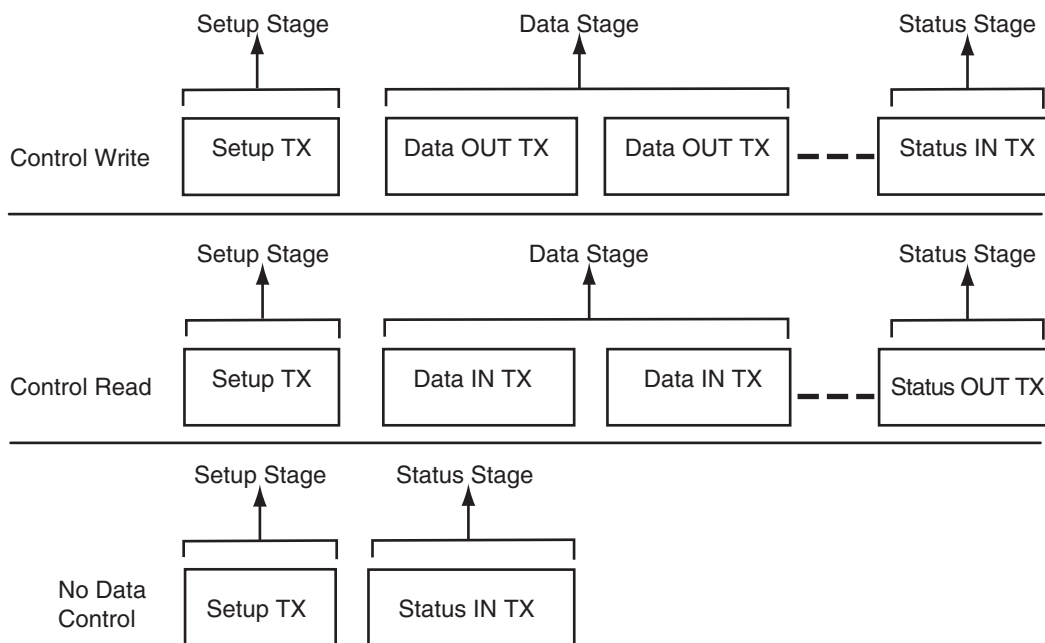 Setup Stage Data Stage Status Stage
Control Write Setup TX Data OUT TX Data OUT TX Status IN TX
Setup Stage Data Stage Status Stage
Control Read Setup TX Data IN TX Data IN TX Status OUT TX
Setup Stage Status Stage
No Data
Control Setup TX Status IN TX